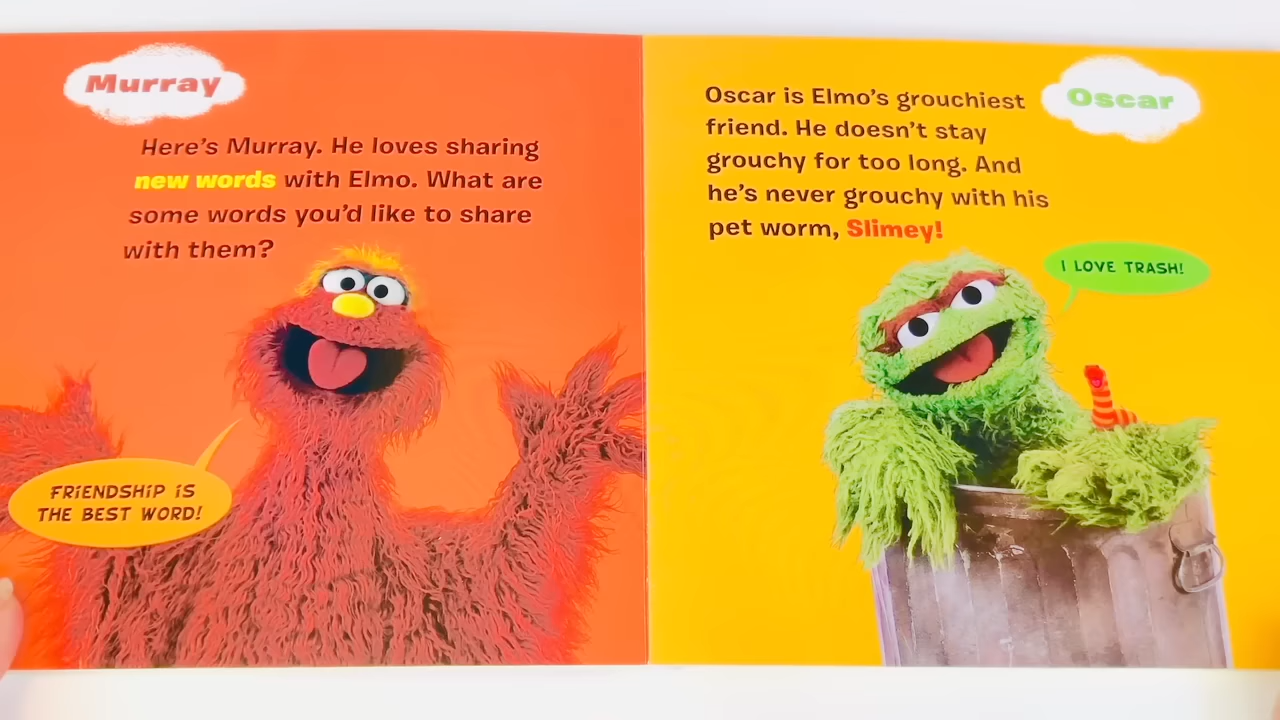 Murray
Here's Murray. He loves sharing
new words with Elmo. What are
some words you'd like to share
with them?
FRiENDSHiP iS
THE BEST WORD!
Oscar
Oscar is Elmo's grouchiest
friend. He doesn't stay
grouchy for too long. And
he's never grouchy with his
pet worm, Slimey!
I LOVE TRASH!